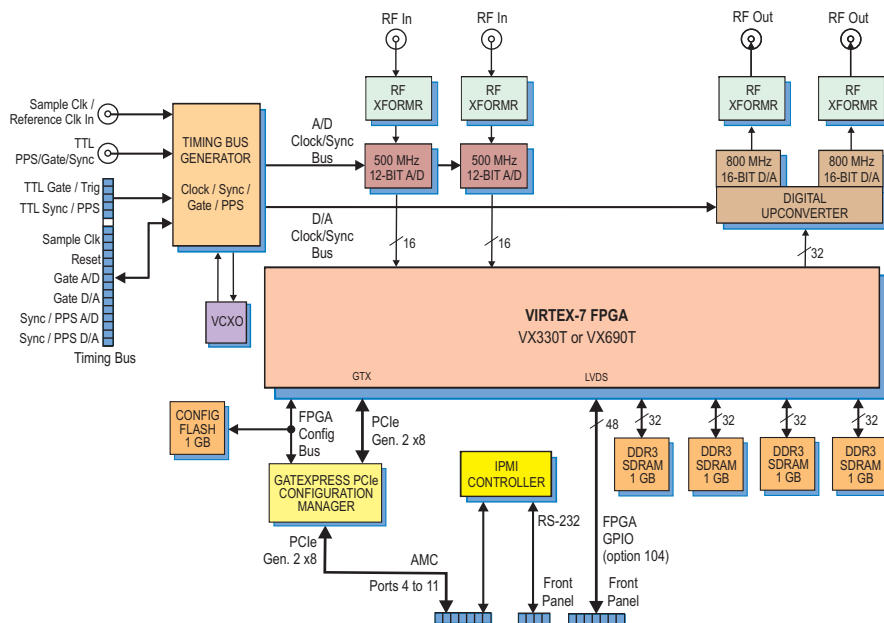 RF In
RF In
RF Out
RF Out
Sample Clk /
Reference Clk In
TTL
PPS/Gate/Sync
TTL Gate / Trig
TTL Sync / PPS
Sample Clk
Reset
Gate A/D
Gate D/A
Sync / PPS A/D
Sync / PPS D/A
Timing Bus
TIMING BUS
GENERATOR
Clock / Sync /
Gate / PPS
VCXO
A/D
Clock/Sync
Bus
D/A
Clock/Sync
Bus
RF
XFORMR
RF
XFORMR
500 MHz
12-BIT A/D
500 MHz
12-BIT A/D
16
16
RF
XFORMR
RF
XFORMR
800 MHz
16-BIT D/A
800 MHz
16-BIT D/A
DIGITAL
UPCONVERTER
32
VIRTEX-7 FPGA
VX330T or VX690T
GTX
LVDS
CONFIG
FLASH
1 GB
FPGA
Config
Bus
PCIe
Gen. 2 x8
GATEXPRESS PCIe
CONFIGURATION
MANAGER
PCIe
Gen. 2 x8
AMC
Ports 4 to 11
IPMI
CONTROLLER
RS-232
Front
Panel
48
FPGA
GPIO
(option 104)
Front
Panel
32
32
32
32
DDR3
SDRAM
1 GB
DDR3
SDRAM
1 GB
DDR3
SDRAM
1 GB
DDR3
SDRAM
1 GB